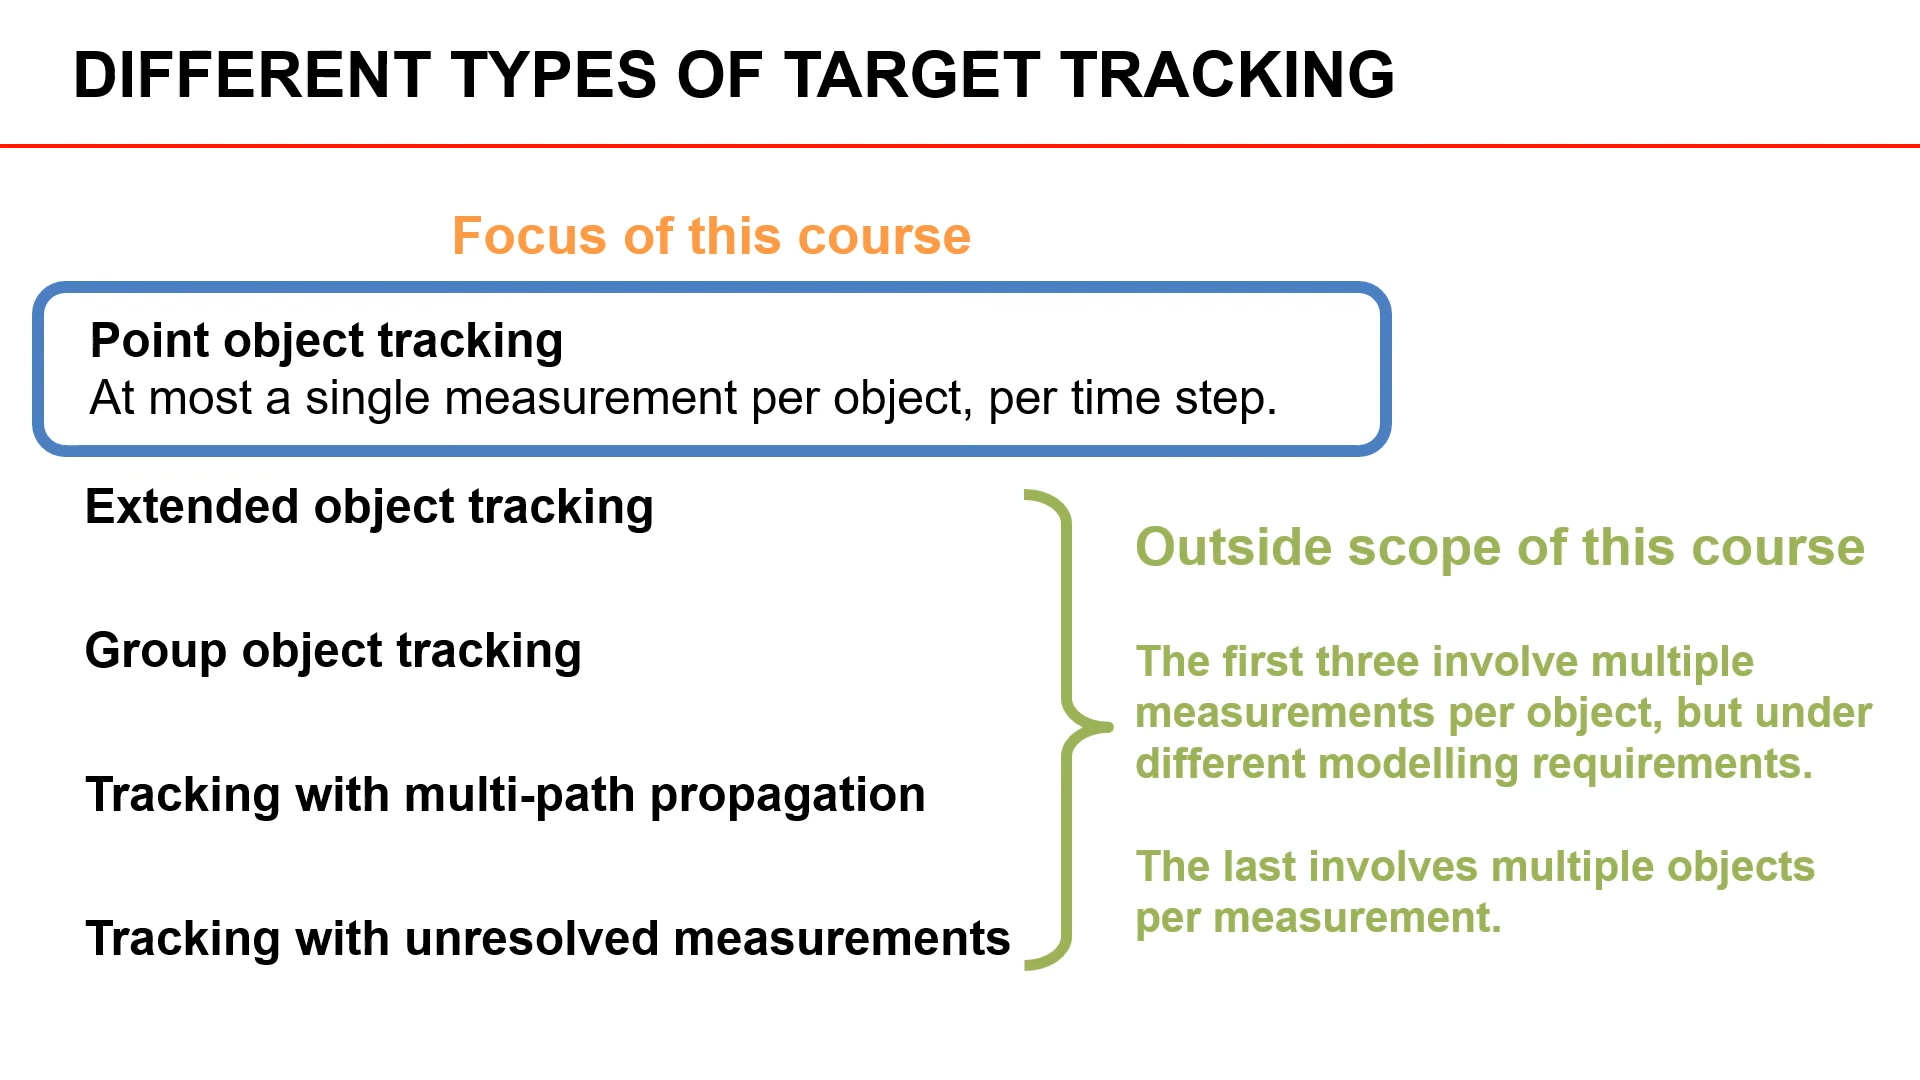 DIFFERENT TYPES OF TARGET TRACKING
Focus of this course
Point object tracking
At most a single measurement per object, per time step.
Extended object tracking
Group object tracking
Tracking with multi-path propagation
Tracking with unresolved measurements
Outside scope of this course
The first three involve multiple
measurements per object, but under
different modelling requirements.
The last involves multiple objects
per measurement.